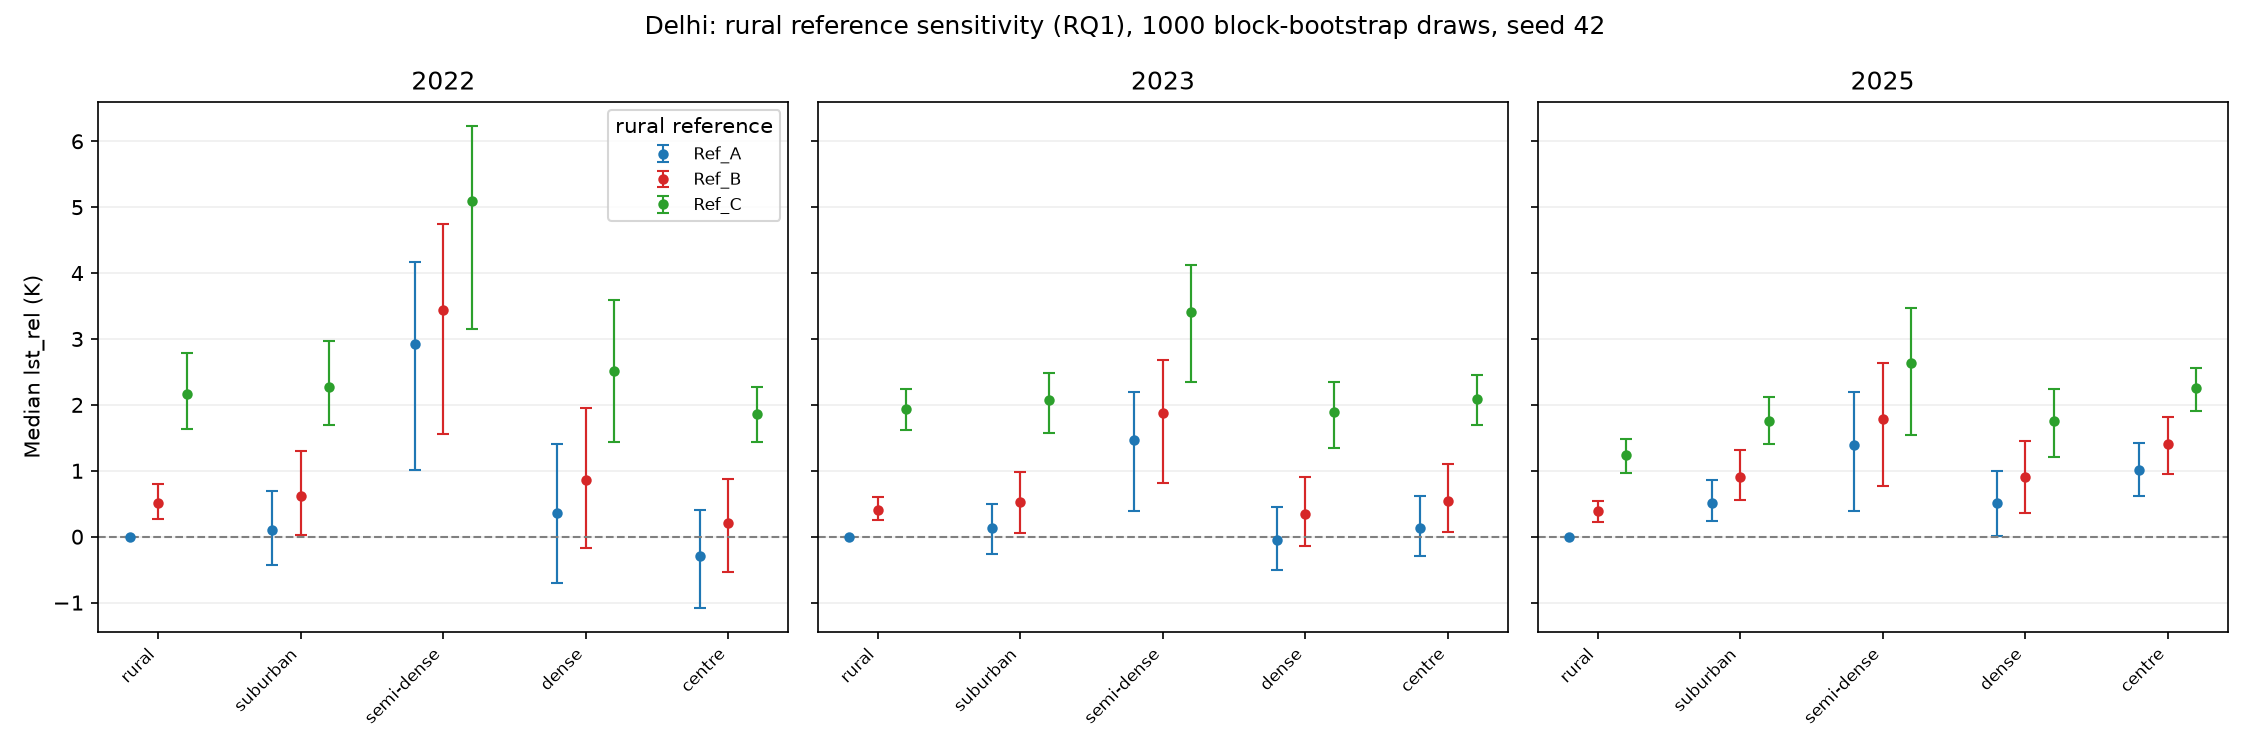 Delhi: rural reference sensitivity (RQ1), 1000 block-bootstrap draws, seed 42
2022
2023
2025
rural reference
Ref_A
Ref_B
Ref_C
Median lst_rel (K)
6
5
4
3
2
1
0
−1
rural
suburban
semi-dense
dense
centre
rural
suburban
semi-dense
dense
centre
rural
suburban
semi-dense
dense
centre